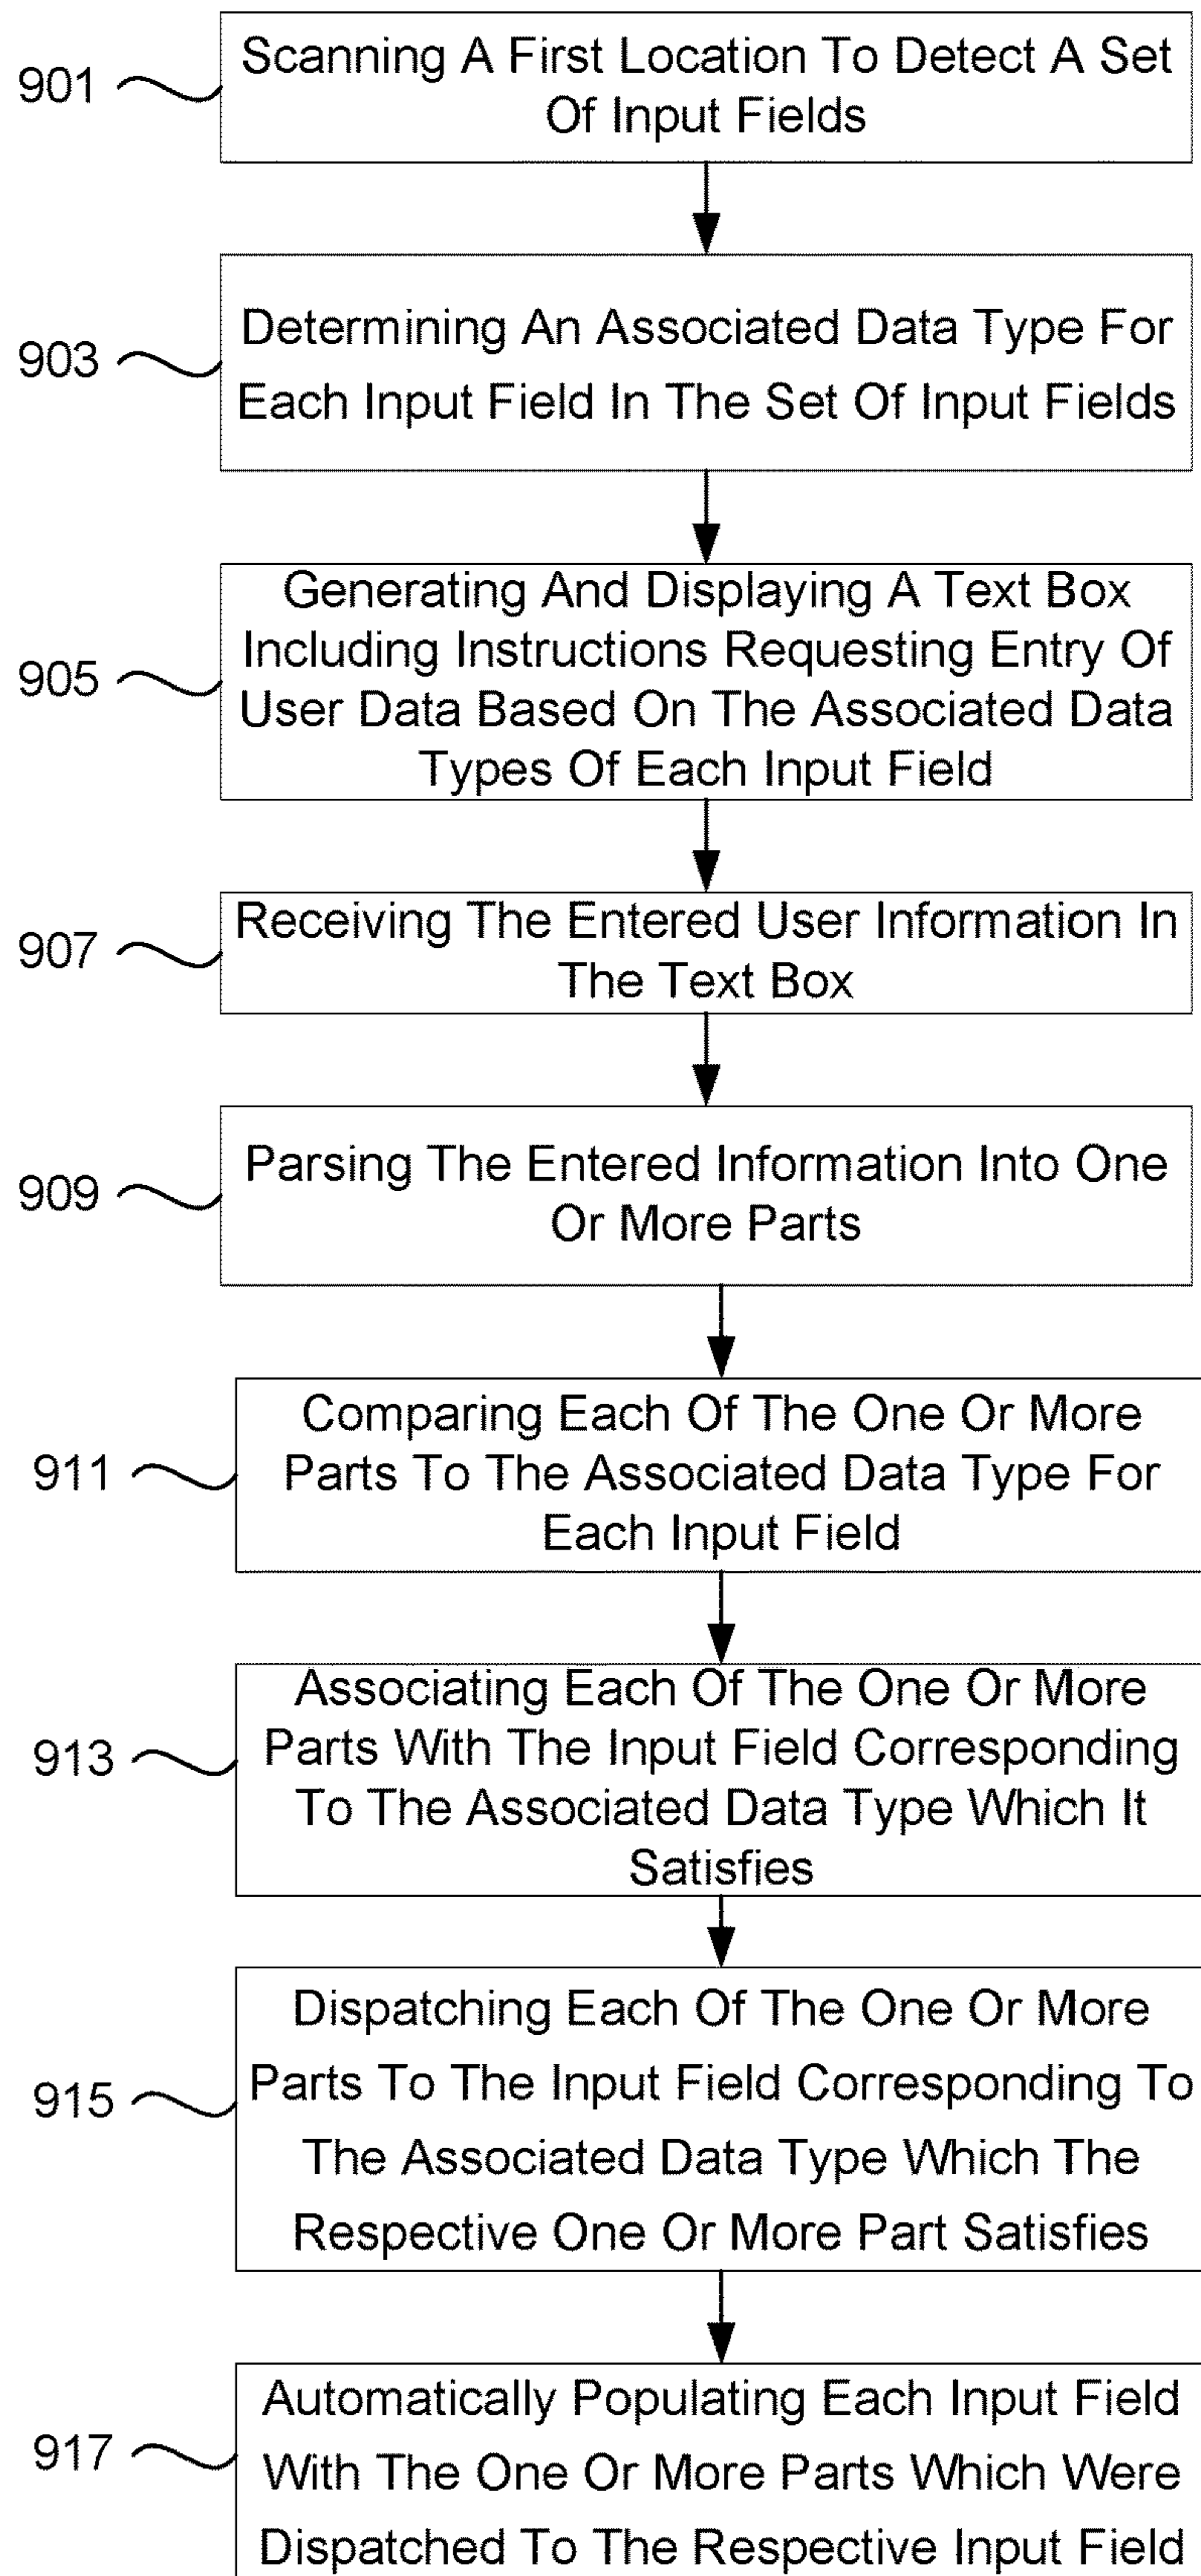 901
Scanning A First Location To Detect A Set
Of Input Fields
903
Determining An Associated Data Type For
Each Input Field In The Set Of Input Fields
905
Generating And Displaying A Text Box
Including Instructions Requesting Entry Of
User Data Based On The Associated Data
Types Of Each Input Field
907
Receiving The Entered User Information In
The Text Box
909
Parsing The Entered Information Into One
Or More Parts
911
Comparing Each Of The One Or More
Parts To The Associated Data Type For
Each Input Field
913
Associating Each Of The One Or More
Parts With The Input Field Corresponding
To The Associated Data Type Which It
Satisfies
915
Dispatching Each Of The One Or More
Parts To The Input Field Corresponding To
The Associated Data Type Which The
Respective One Or More Part Satisfies
917
Automatically Populating Each Input Field
With The One Or More Parts Which Were
Dispatched To The Respective Input Field